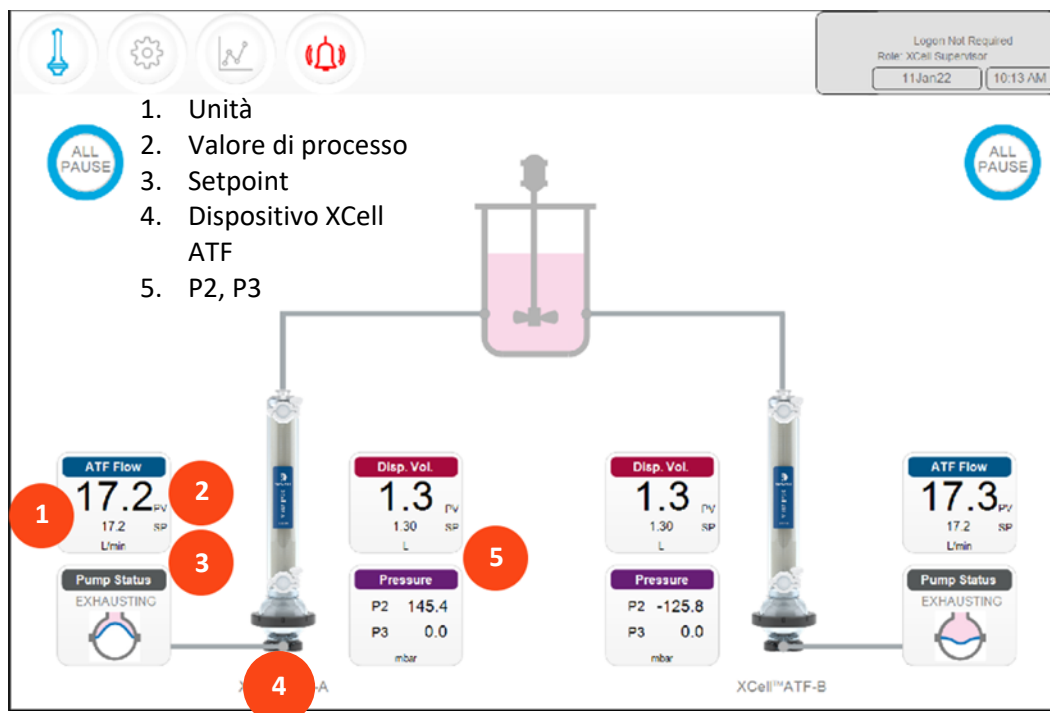 Logon Not Required
Role: XCell Supervisor
11Jan22 10:13 AM
1. Unità
2. Valore di processo
3. Setpoint
4. Dispositivo XCell
ATF
5. P2, P3
ALL
PAUSE
ALL
PAUSE
ATF Flow
17.2 PV
17.2 SP
L/min
1
2
3
Pump Status
EXHAUSTING
Disp. Vol.
1.3 PV
1.30 SP
L
5
Pressure
P2 145.4
P3 0.0
mbar
Disp. Vol.
1.3 PV
1.30 SP
L
Pressure
P2 -125.8
P3 0.0
mbar
ATF Flow
17.3 PV
17.2 SP
L/min
Pump Status
EXHAUSTING
4
-A
XCell™ATF-B